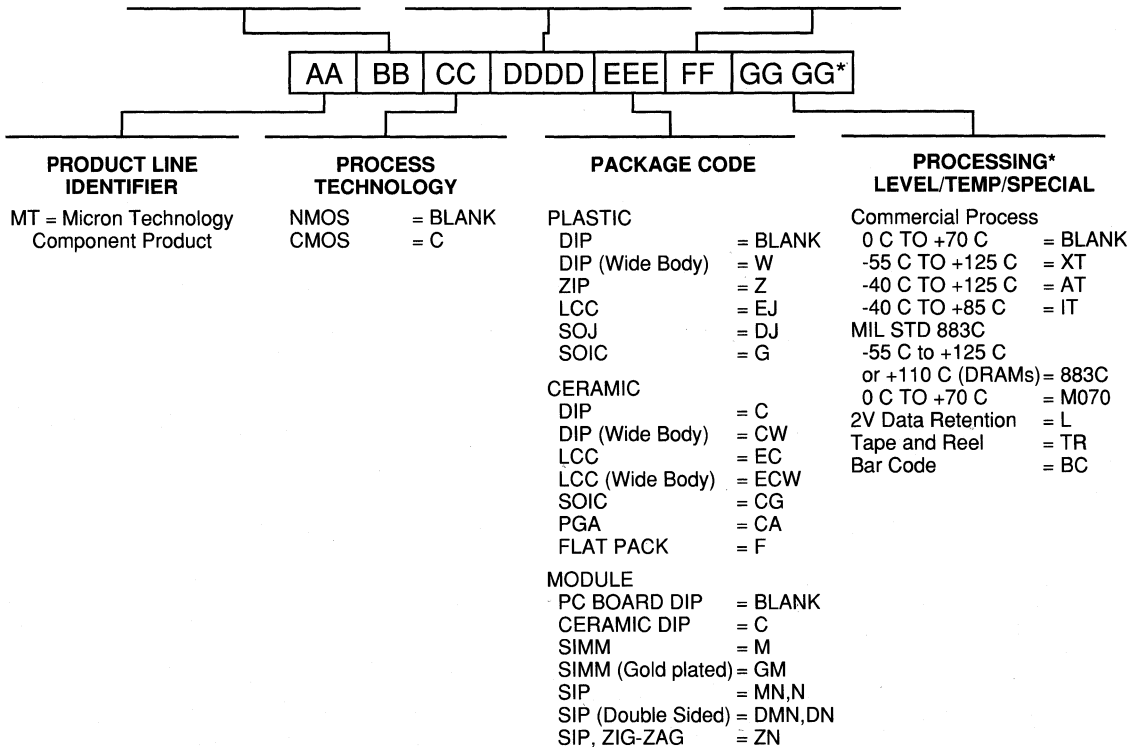 AA BB CC DDDD EEE FF GG GG*
PRODUCT LINE
IDENTIFIER
MT = Micron Technology
Component Product
PROCESS
TECHNOLOGY
NMOS = BLANK
CMOS = C
PACKAGE CODE
PLASTIC
DIP = BLANK
DIP (Wide Body) = W
ZIP = Z
LCC = EJ
SOJ = DJ
SOIC = G
CERAMIC
DIP = C
DIP (Wide Body) = CW
LCC = EC
LCC (Wide Body) = ECW
SOIC = CG
PGA = CA
FLAT PACK = F
MODULE
PC BOARD DIP = BLANK
CERAMIC DIP = C
SIMM = M
SIMM (Gold plated) = GM
SIP = MN,N
SIP (Double Sided) = DMN,DN
SIP, ZIG-ZAG = ZN
PROCESSING*
LEVEL/TEMP/SPECIAL
Commercial Process
0 C TO +70 C = BLANK
-55 C TO +125 C = XT
-40 C TO +125 C = AT
-40 C TO +85 C = IT
MIL STD 883C
-55 C to +125 C
or +110 C (DRAMs) = 883C
0 C TO +70 C = M070
2V Data Retention = L
Tape and Reel = TR
Bar Code = BC